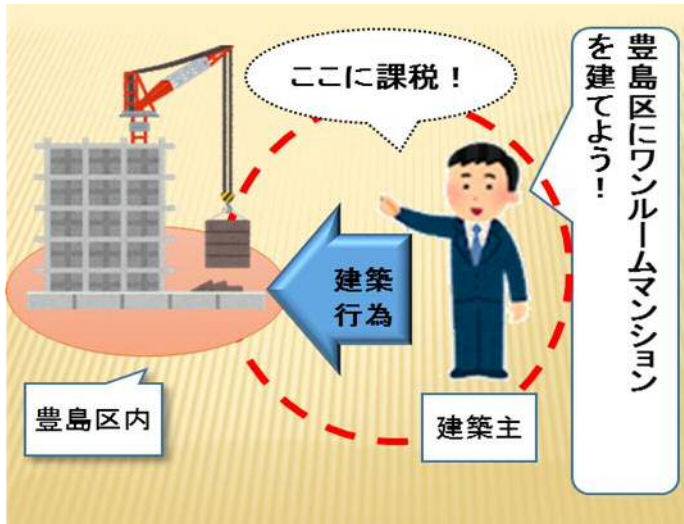 豊島区にワンルームマンション
を建てよう！
ここに課税！
建築
行為
豊島区内
建築主